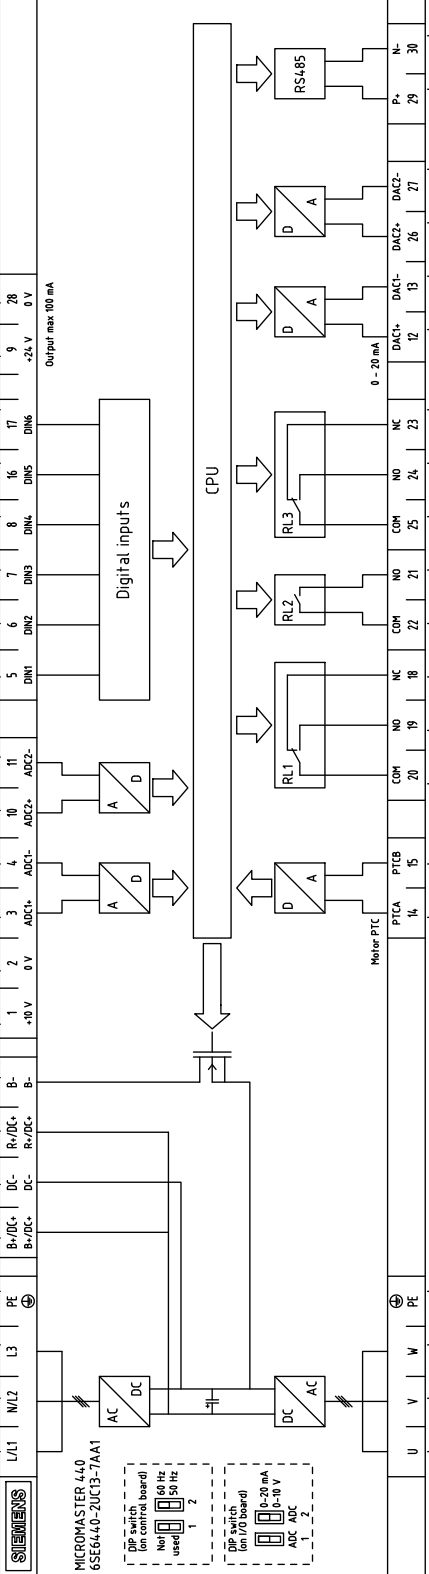 SIEMENS
MICROMASTER 440
6SE6440-2UC13-7AA1
L/L1
N/L2
L3
PE
B+/DC+
B+/DC+
DC-
DC-
R+/DC+
R+/DC+
B-
B-
1
+10 V
2
0 V
3
ADC1+
4
ADC1-
10
ADC2+
11
ADC2-
5
DIN1
6
DIN2
7
DIN3
8
DIN4
16
DIN5
17
DIN6
9
+24 V
28
0 V
Output max 100 mA
A
D
A
D
Digital inputs
CPU
AC
DC
DC
AC
D
A
RL1
RL2
RL3
D
A
D
A
RS485
DIP switch
(on control board)
Not
used
60 Hz
50 Hz
1
2
DIP switch
(on I/O board)
0-20 mA
0-10 V
ADC
1
ADC
2
Motor PTC
0 - 20 mA
U
V
W
PE
PTCA
14
PTCB
15
COM
20
NO
19
NC
18
COM
22
NO
21
COM
25
NO
24
NC
23
DAC1+
12
DAC1-
13
DAC2+
26
DAC2-
27
P+
29
N-
30